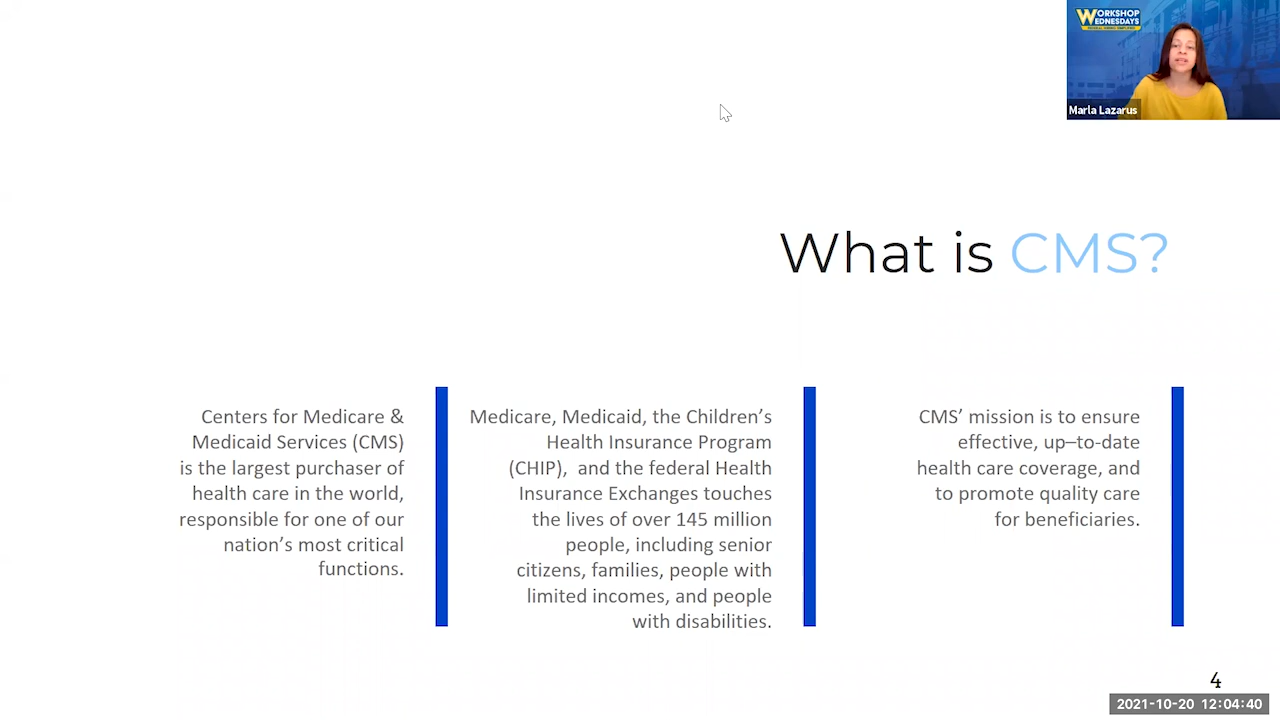 WORKSHOP
WEDNESDAYS
Marla Lazarus
What is CMS?
Centers for Medicare &
Medicaid Services (CMS)
is the largest purchaser of
health care in the world,
responsible for one of our
nation's most critical
functions.
Medicare, Medicaid, the Children's
Health Insurance Program
(CHIP),  and the federal Health
Insurance Exchanges touches
the lives of over 145 million
people, including senior
citizens, families, people with
limited incomes, and people
with disabilities.
CMS' mission is to ensure
effective, up–to-date
health care coverage, and
to promote quality care
for beneficiaries.
4
2021-10-20 12:04:40